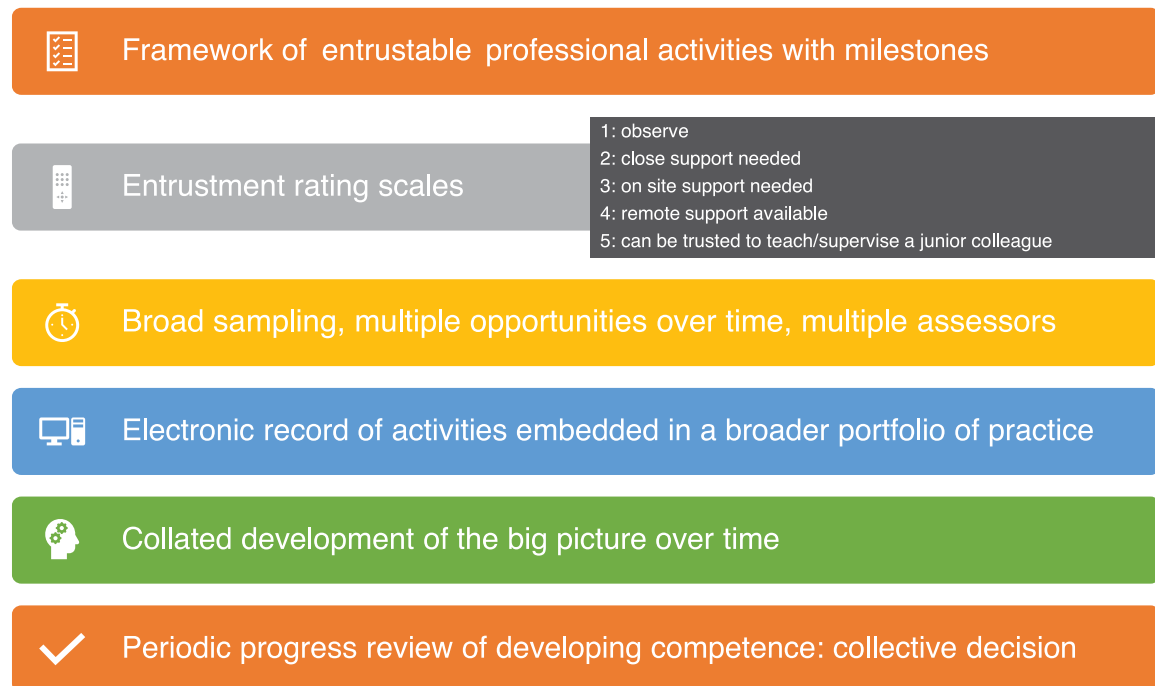 Framework of entrustable professional activities with milestones
Entrustment rating scales
1: observe
2: close support needed
3: on site support needed
4: remote support available
5: can be trusted to teach/supervise a junior colleague
Broad sampling, multiple opportunities over time, multiple assessors
Electronic record of activities embedded in a broader portfolio of practice
Collated development of the big picture over time
Periodic progress review of developing competence: collective decision